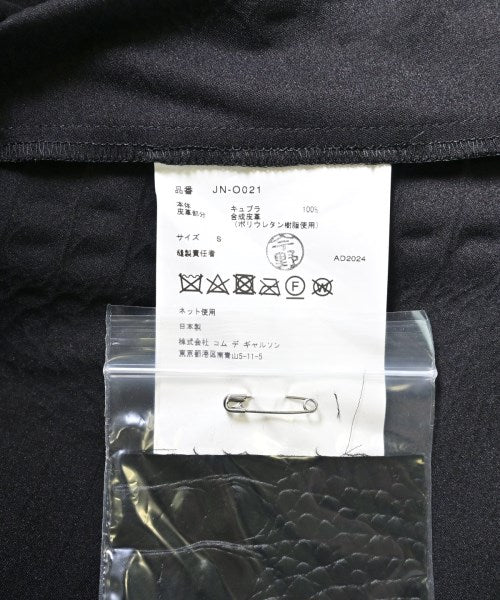 品番 JN-O021
本体 キュプラ 100%
皮革部分 合成皮革
(ポリウレタン樹脂使用)
サイズ S
縫製責任者 AD2024
F W
ネット使用
日本製
株式会社 コム デ ギャルソン
東京都港区南青山5-11-5